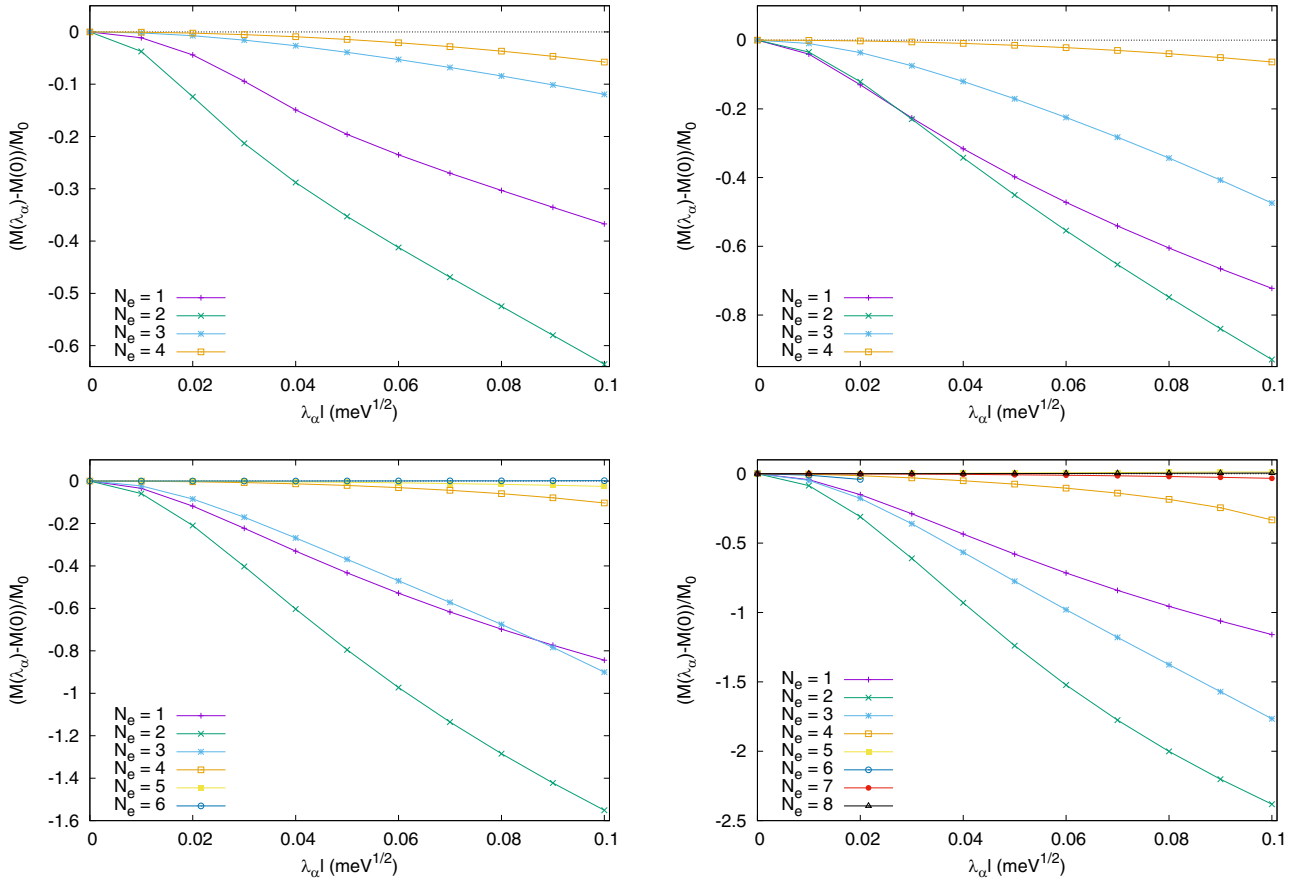 0
-0.1
-0.2
-0.3
-0.4
-0.5
-0.6
(M(λα)-M(0))/M0
Ne = 1
Ne = 2
Ne = 3
Ne = 4
0 0.02 0.04 0.06 0.08 0.1
λαl (meV1/2)
0
-0.2
-0.4
-0.6
-0.8
(M(λα)-M(0))/M0
Ne = 1
Ne = 2
Ne = 3
Ne = 4
0 0.02 0.04 0.06 0.08 0.1
λαl (meV1/2)
0
-0.2
-0.4
-0.6
-0.8
-1
-1.2
-1.4
-1.6
(M(λα)-M(0))/M0
Ne = 1
Ne = 2
Ne = 3
Ne = 4
Ne = 5
Ne = 6
0 0.02 0.04 0.06 0.08 0.1
λαl (meV1/2)
0
-0.5
-1
-1.5
-2
-2.5
(M(λα)-M(0))/M0
Ne = 1
Ne = 2
Ne = 3
Ne = 4
Ne = 5
Ne = 6
Ne = 7
Ne = 8
0 0.02 0.04 0.06 0.08 0.1
λαl (meV1/2)